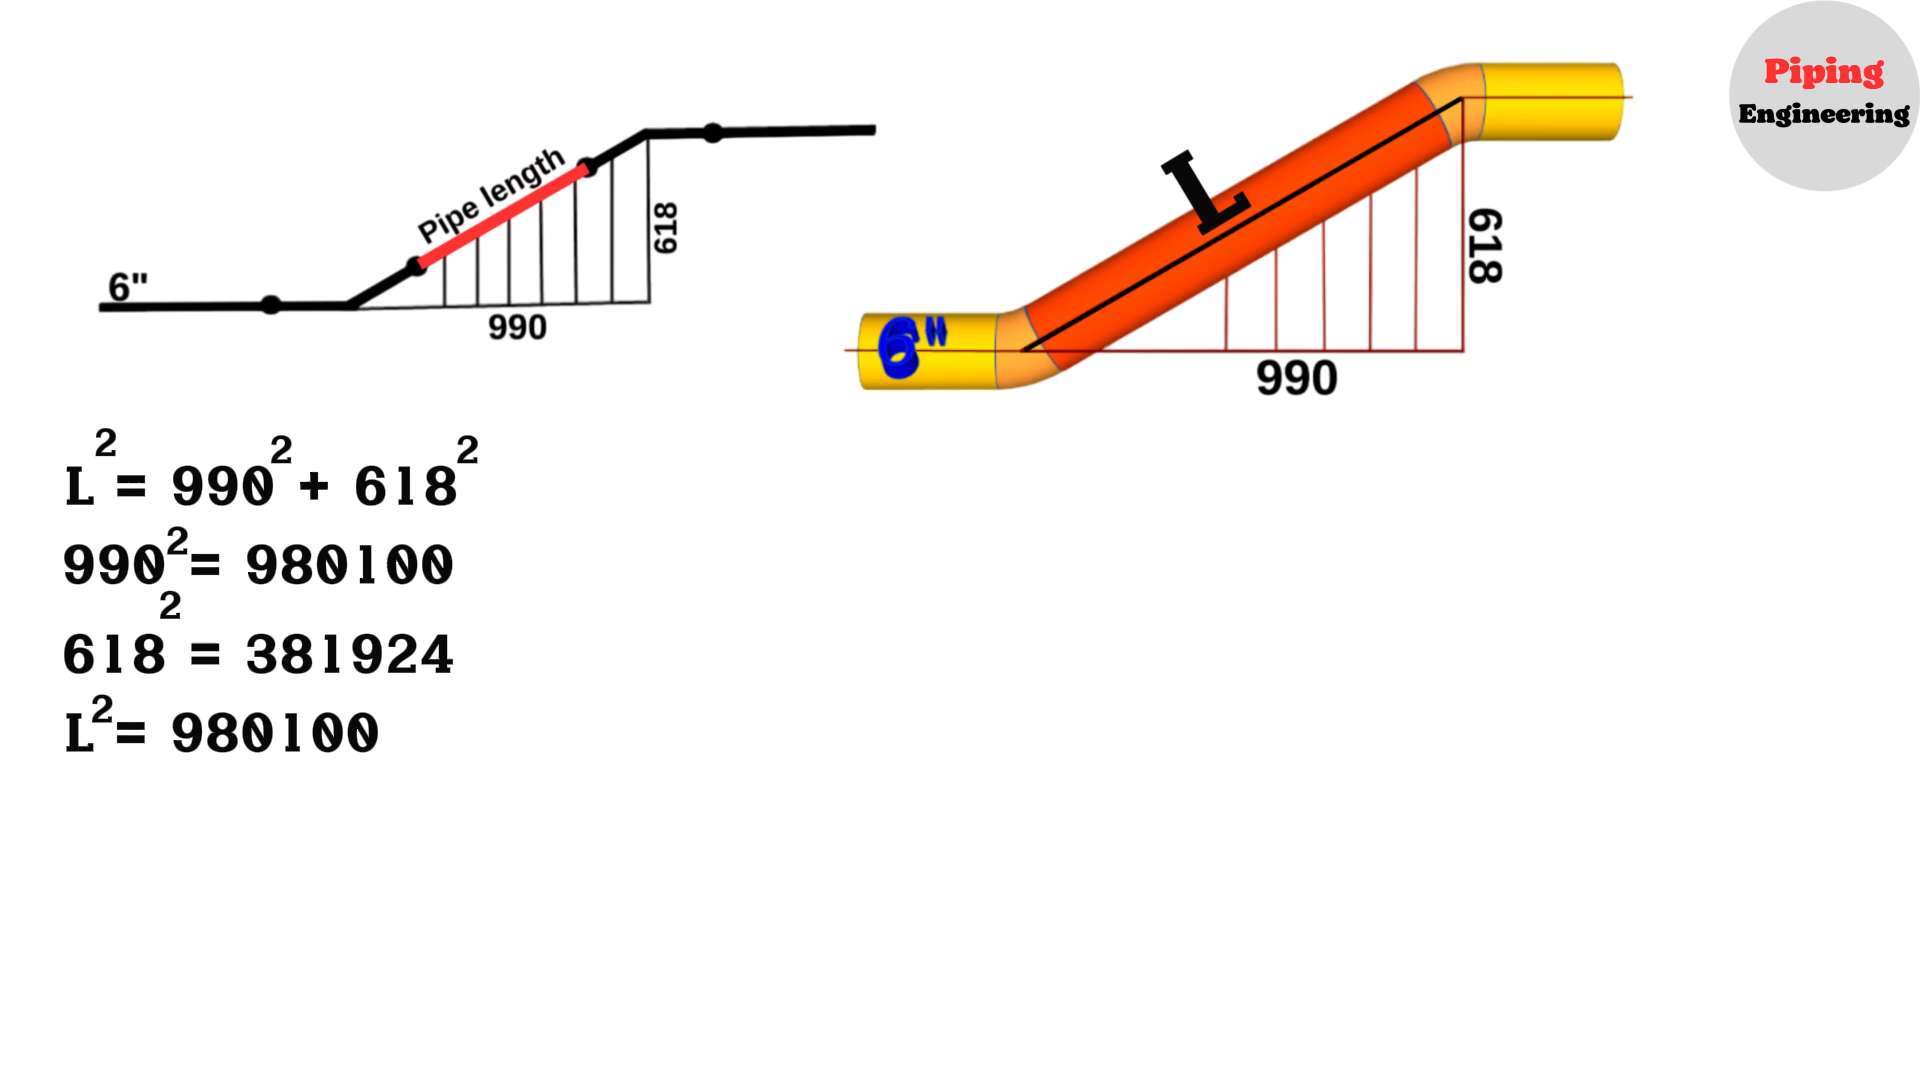 Piping
Engineering
Pipe length
6"
618
990
L
6"
618
990
L²= 990²+ 618²
990²= 980100
618² = 381924
L²= 980100